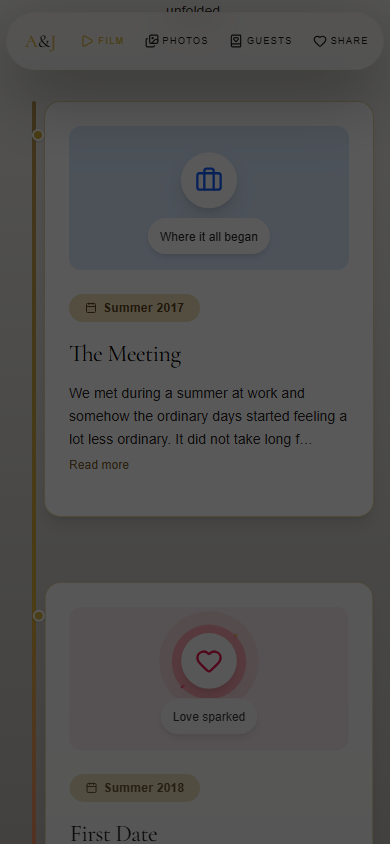 unfolded
A&J
FILM
PHOTOS
GUESTS
SHARE
Where it all began
Summer 2017
The Meeting
We met during a summer at work and
somehow the ordinary days started feeling a
lot less ordinary. It did not take long f...
Read more
Love sparked
Summer 2018
First Date